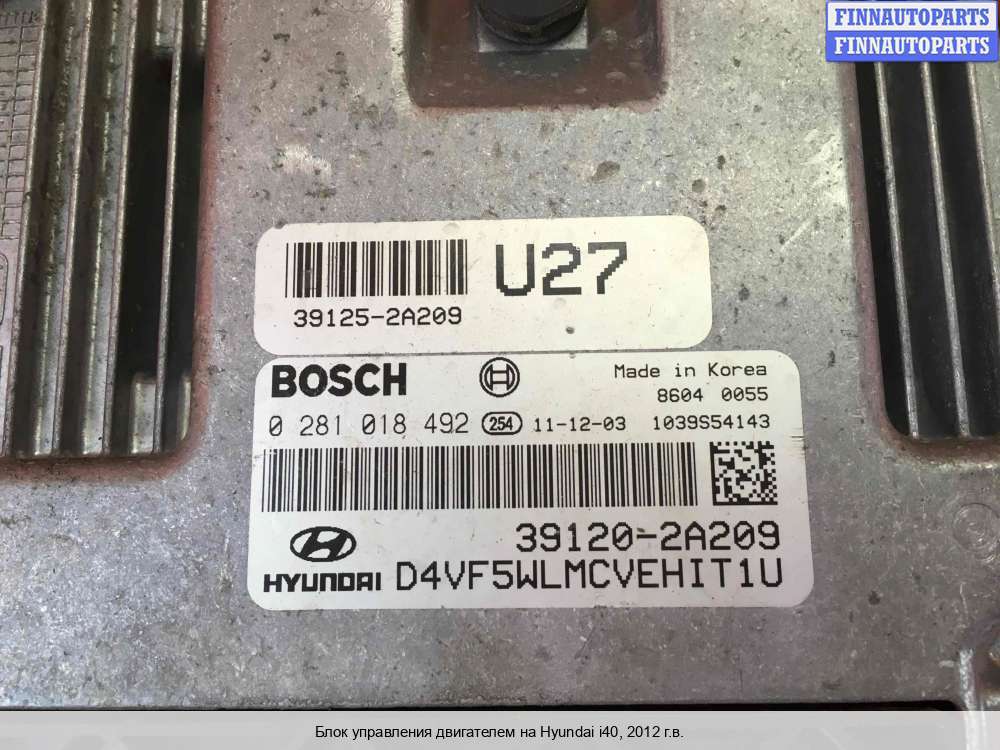 FINNAUTOPARTS
FINNAUTOPARTS
U27
39125-2A209
BOSCH
Made in Korea
8604 0055
0 281 018 492 254 11-12-03 1039S54143
39120-2A209
HYUNDAI D4VF5WLMCVEHIT1U
Блок управления двигателем на Hyundai i40, 2012 г.в.